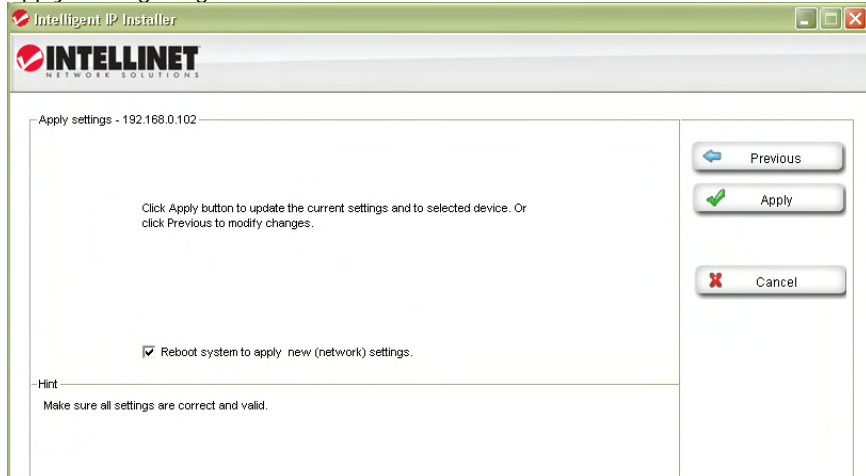 Intelligent IP Installer
INTELLINET
NETWORK SOLUTIONS
Apply settings - 192.168.0.102
Previous
Click Apply button to update the current settings and to selected device. Or
click Previous to modify changes.
Apply
Cancel
Reboot system to apply new (network) settings.
Hint
Make sure all settings are correct and valid.